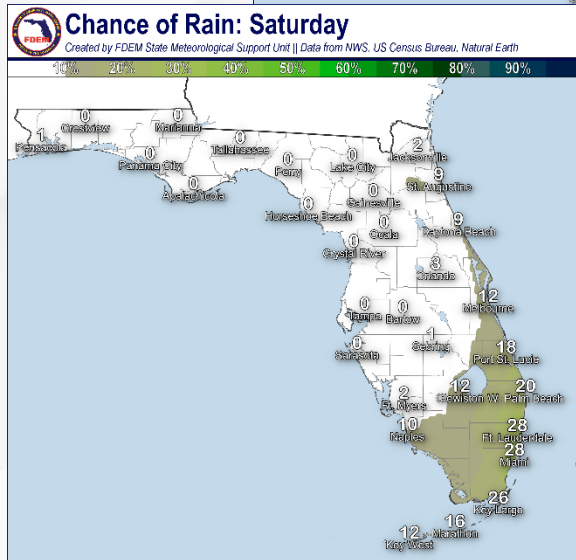 Chance of Rain: Saturday
FDEM
Created by FDEM State Meteorological Support Unit || Data from NWS, US Census Bureau, Natural Earth
10% 20% 30% 40% 50% 60% 70% 80% 90%
0
Crestview
0
Marianna
1
Pensacola
0
Tallahassee
2
Jacksonville
0
Panama City
0
Perry
0
Lake City
9
St. Augustine
0
Apalachicola
0
Gainesville
0
Horseshoe Beach
0
Ocala
9
Daytona Beach
0
Crystal River
3
Orlando
12
Melbourne
0
Tampa
0
Bartow
1
Sebring
0
Sarasota
18
Port St. Lucie
2
Ft. Myers
12
Clewiston
20
W. Palm Beach
10
Naples
28
Ft. Lauderdale
28
Miami
26
Key Largo
16
Marathon
12
Key West